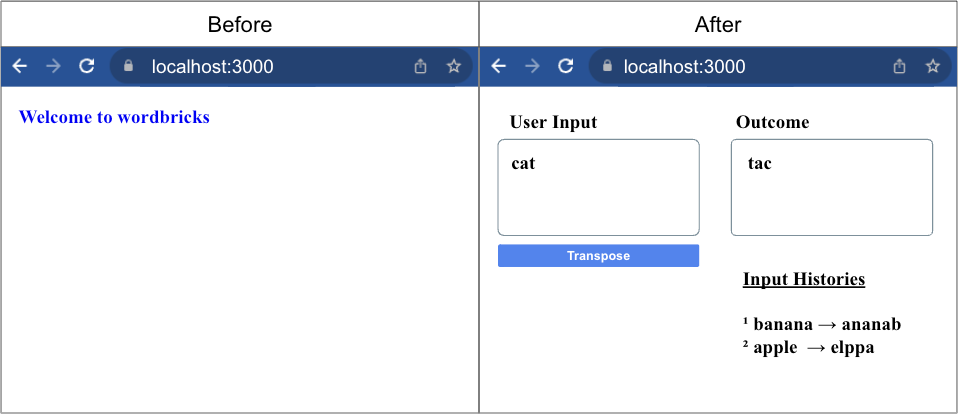 Before
After
localhost:3000
localhost:3000
Welcome to wordbricks
User Input
Outcome
cat
tac
Transpose
Input Histories
¹ banana → ananab
² apple → elppa